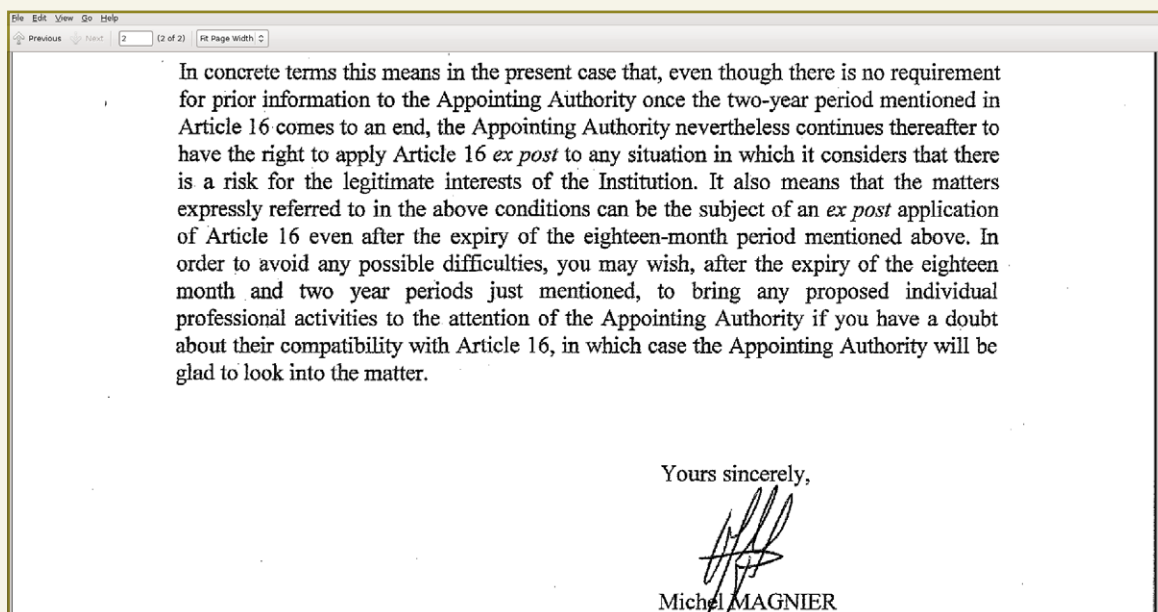 File Edit View Go Help
Previous Next 2 (2 of 2) Fit Page Width
In concrete terms this means in the present case that, even though there is no requirement
for prior information to the Appointing Authority once the two-year period mentioned in
Article 16 comes to an end, the Appointing Authority nevertheless continues thereafter to
have the right to apply Article 16 ex post to any situation in which it considers that there
is a risk for the legitimate interests of the Institution. It also means that the matters
expressly referred to in the above conditions can be the subject of an ex post application
of Article 16 even after the expiry of the eighteen-month period mentioned above. In
order to avoid any possible difficulties, you may wish, after the expiry of the eighteen
month and two year periods just mentioned, to bring any proposed individual
professional activities to the attention of the Appointing Authority if you have a doubt
about their compatibility with Article 16, in which case the Appointing Authority will be
glad to look into the matter.
Yours sincerely,
Michel MAGNIER